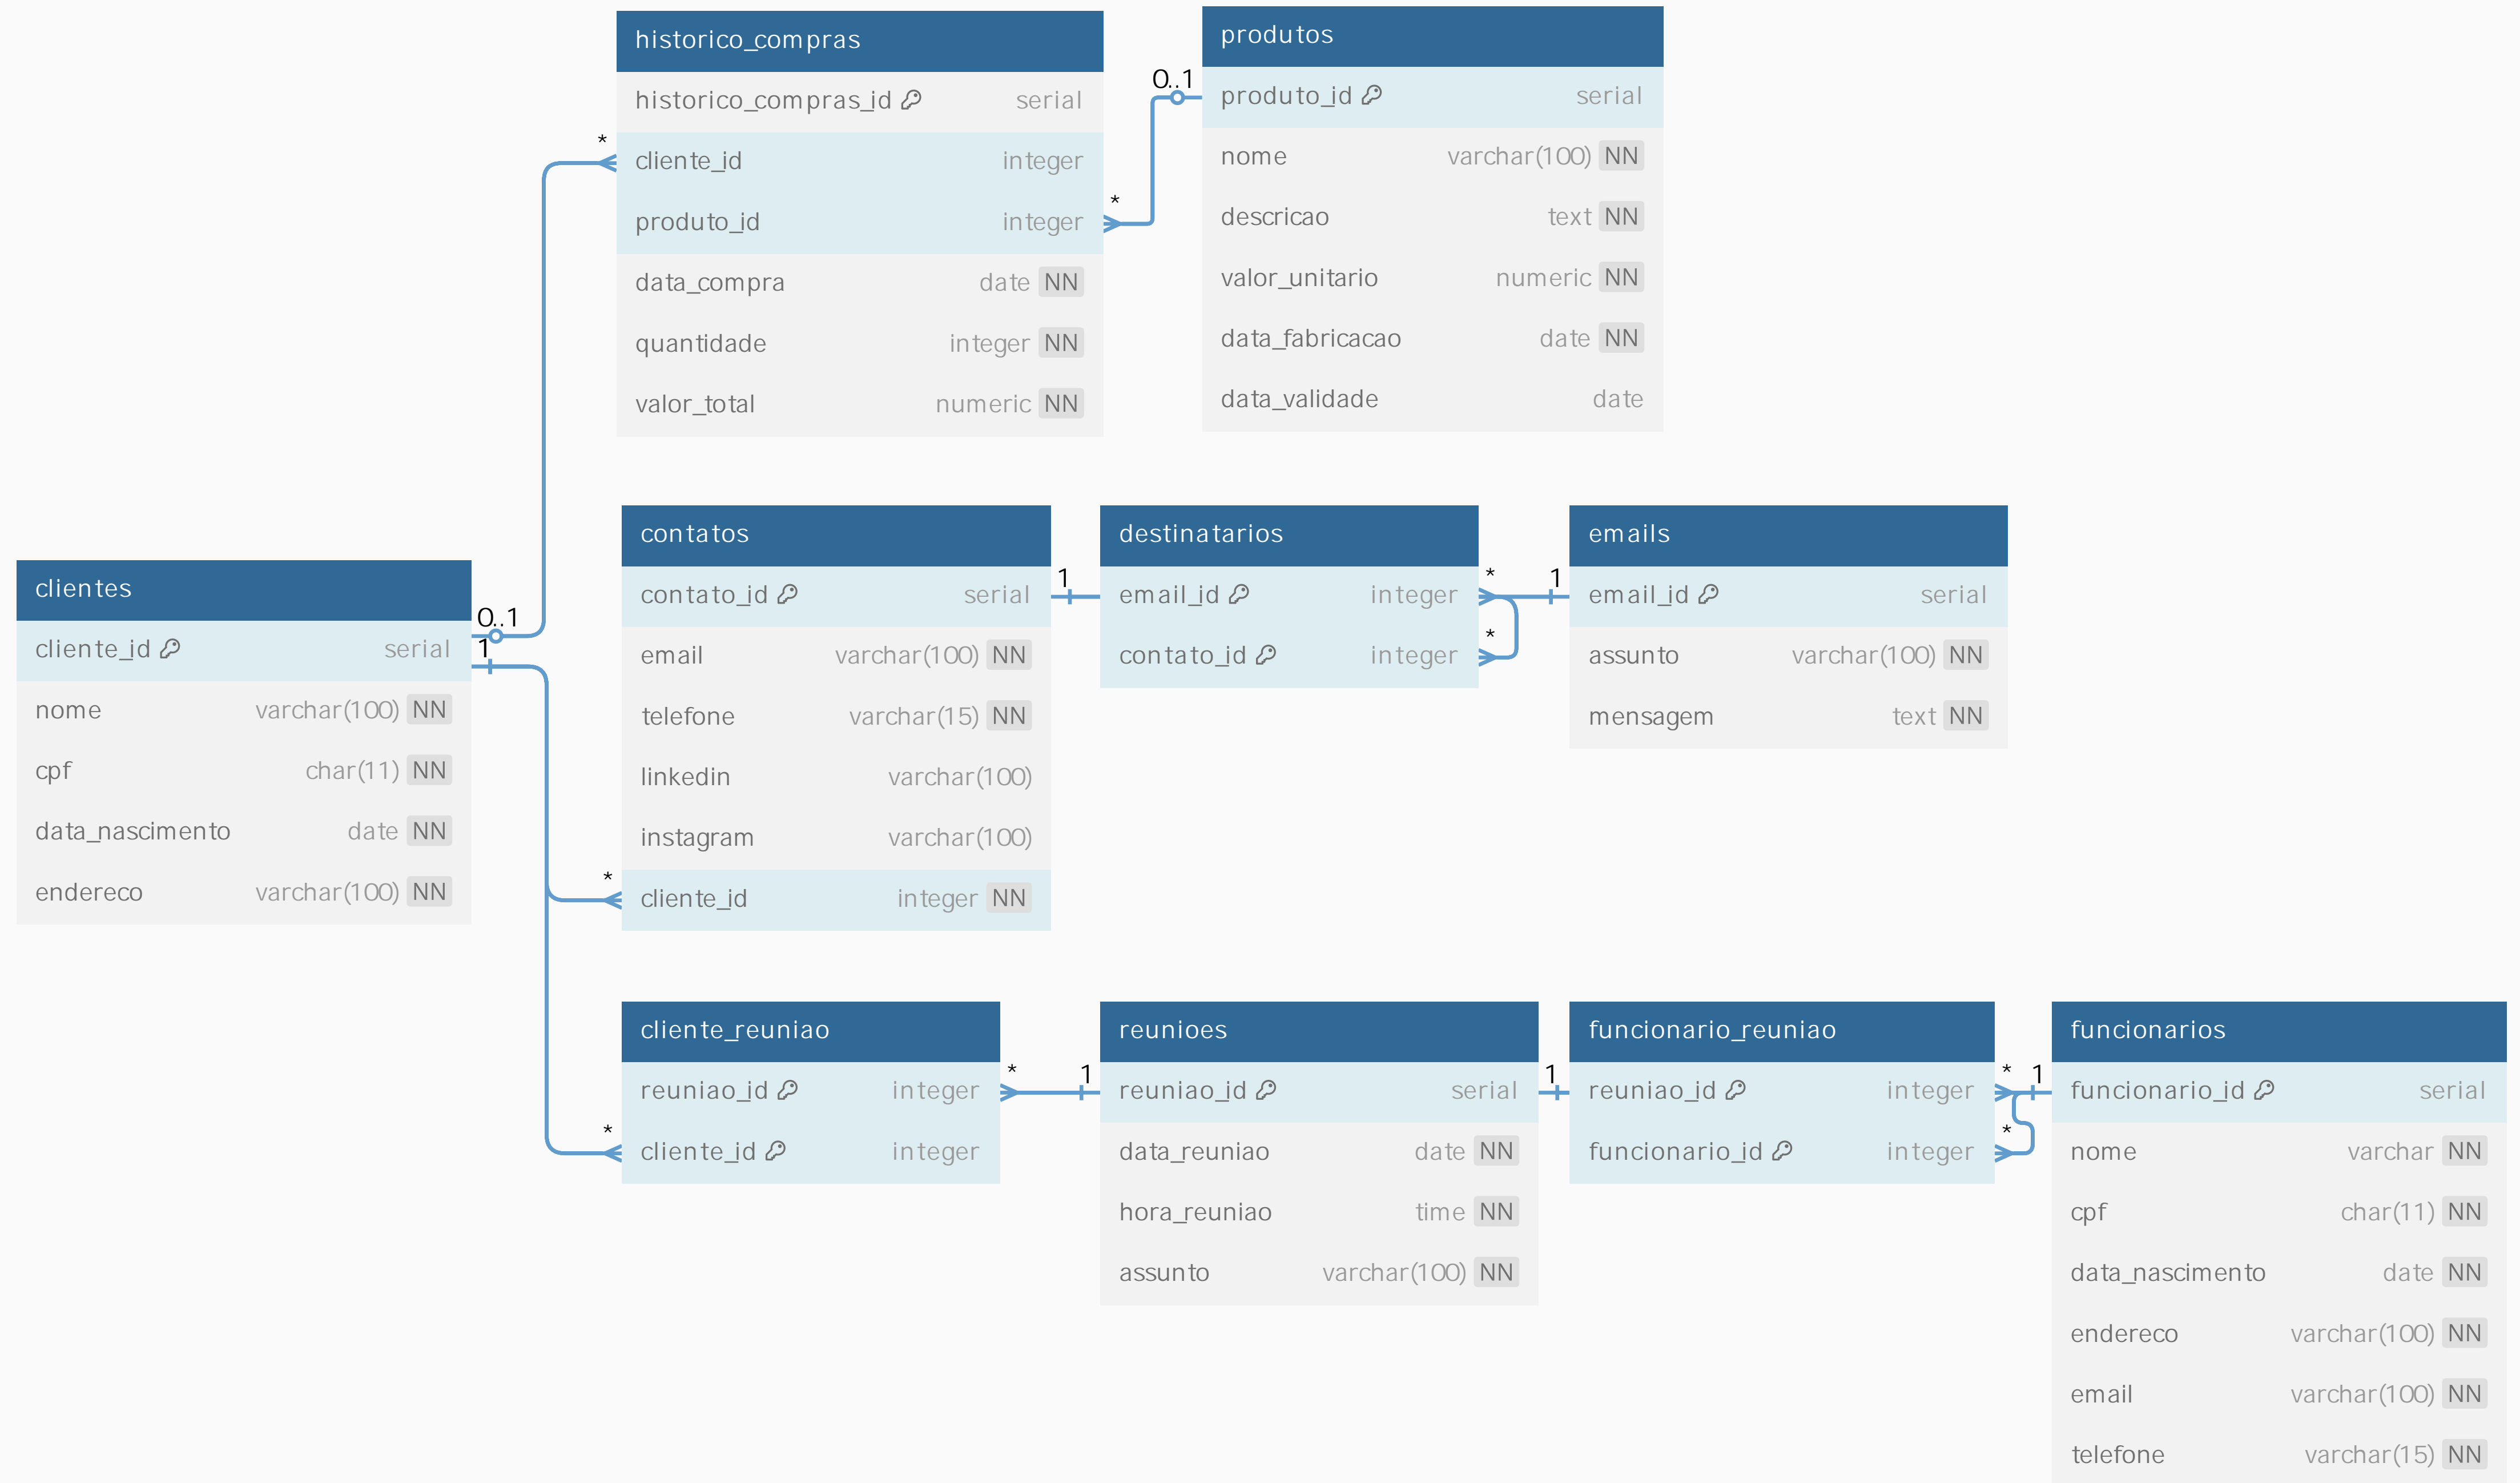 historico_compras
historico_compras_id serial
cliente_id integer
produto_id integer
data_compra date NN
quantidade integer NN
valor_total numeric NN
*
*
produtos
0..1
produto_id serial
nome varchar(100) NN
descricao text NN
valor_unitario numeric NN
data_fabricacao date NN
data_validade date
clientes
cliente_id serial
nome varchar(100) NN
cpf char(11) NN
data_nascimento date NN
endereco varchar(100) NN
0..1
1
contatos
contato_id serial
email varchar(100) NN
telefone varchar(15) NN
linkedin varchar(100)
instagram varchar(100)
cliente_id integer NN
*
1
destinatarios
email_id integer
contato_id integer
*
*
1
emails
email_id serial
assunto varchar(100) NN
mensagem text NN
cliente_reuniao
reuniao_id integer
cliente_id integer
*
*
1
reunioes
reuniao_id serial
data_reuniao date NN
hora_reuniao time NN
assunto varchar(100) NN
1
funcionario_reuniao
reuniao_id integer
funcionario_id integer
*
*
1
funcionarios
funcionario_id serial
nome varchar NN
cpf char(11) NN
data_nascimento date NN
endereco varchar(100) NN
email varchar(100) NN
telefone varchar(15) NN